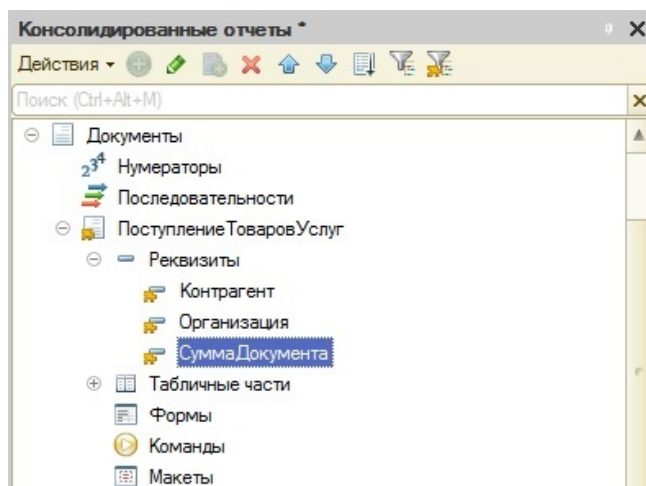 Консолидированные отчеты *
Действия
Поиск (Ctrl+Alt+M)
Документы
Нумераторы
Последовательности
ПоступлениеТоваровУслуг
Реквизиты
Контрагент
Организация
СуммаДокумента
Табличные части
Формы
Команды
Макеты